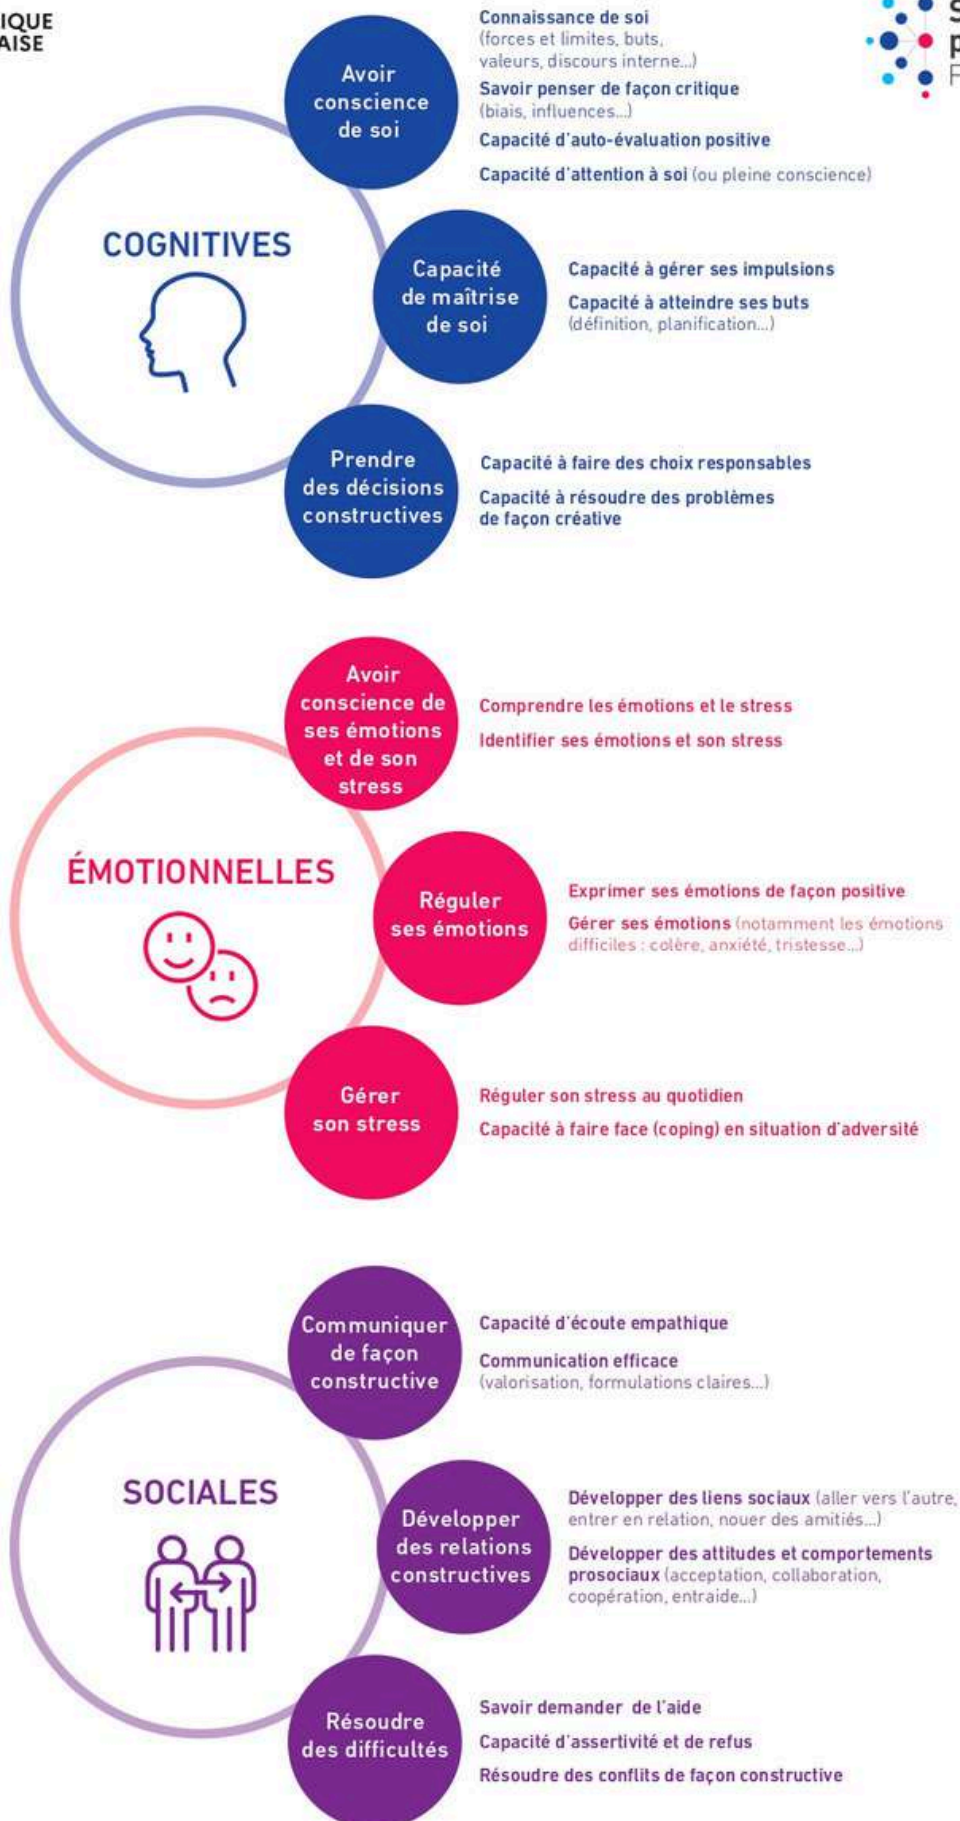 IQUE
AISE
Avoir
conscience
de soi
Connaissance de soi
(forces et limites, buts,
valeurs, discours interne...)
Savoir penser de façon critique
(biais, influences...)
Capacité d'auto-évaluation positive
Capacité d'attention à soi (ou pleine conscience)
COGNITIVES
Capacité
de maîtrise
de soi
Capacité à gérer ses impulsions
Capacité à atteindre ses buts
(définition, planification...)
Prendre
des décisions
constructives
Capacité à faire des choix responsables
Capacité à résoudre des problèmes
de façon créative
Avoir
conscience de
ses émotions
et de son
stress
Comprendre les émotions et le stress
Identifier ses émotions et son stress
ÉMOTIONNELLES
Réguler
ses émotions
Exprimer ses émotions de façon positive
Gérer ses émotions (notamment les émotions
difficiles : colère, anxiété, tristesse...)
Gérer
son stress
Réguler son stress au quotidien
Capacité à faire face (coping) en situation d'adversité
Communiquer
de façon
constructive
Capacité d'écoute empathique
Communication efficace
(valorisation, formulations claires...)
SOCIALES
Développer
des relations
constructives
Développer des liens sociaux (aller vers l'autre,
entrer en relation, nouer des amitiés...)
Développer des attitudes et comportements
prosociaux (acceptation, collaboration,
coopération, entraide...)
Résoudre
des difficultés
Savoir demander de l'aide
Capacité d'assertivité et de refus
Résoudre des conflits de façon constructive